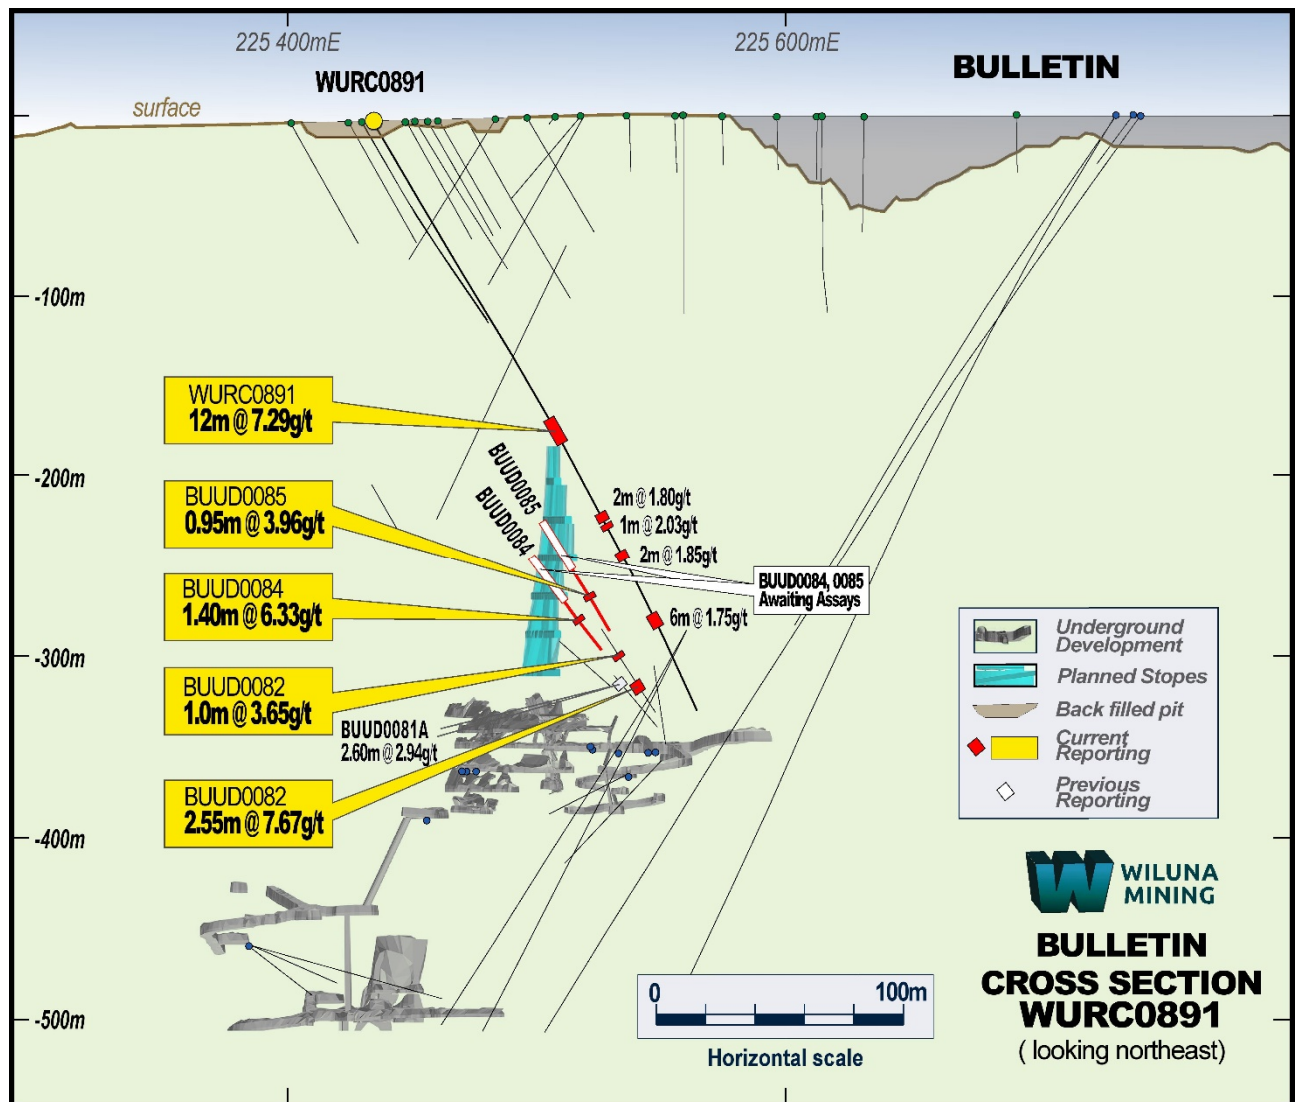 225 400mE
225 600mE
WURC0891
BULLETIN
surface
-100m
WURC0891
12m @ 7.29g/t
-200m
BUUD0085
BUUD0084
BUUD0085
0.95m @ 3.96g/t
2m @ 1.80g/t
1m @ 2.03g/t
2m @ 1.85g/t
BUUD0084, 0085
Awaiting Assays
BUUD0084
1.40m @ 6.33g/t
6m @ 1.75g/t
-300m
BUUD0082
1.0m @ 3.65g/t
BUUD0081A
2.60m @ 2.94g/t
BUUD0082
2.55m @ 7.67g/t
Underground
Development
Planned Stopes
Back filled pit
Current
Reporting
Previous
Reporting
-400m
W WILUNA
MINING
BULLETIN
CROSS SECTION
WURC0891
( looking northeast)
0
100m
Horizontal scale
-500m